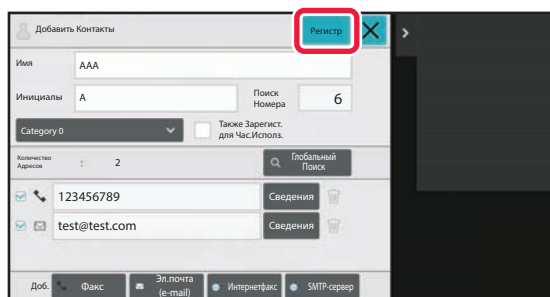 Добавить Контакты
Регистр
Имя
AAA
Инициалы
A
Поиск
Номера
6
Category 0
Также Зарегист.
для Час.Исполз.
Количество
Адресов
:
2
Глобальный
Поиск
123456789
Сведения
test@test.com
Сведения
Доб.
Факс
Эл.почта
(e-mail)
Интернетфакс
SMTP-сервер